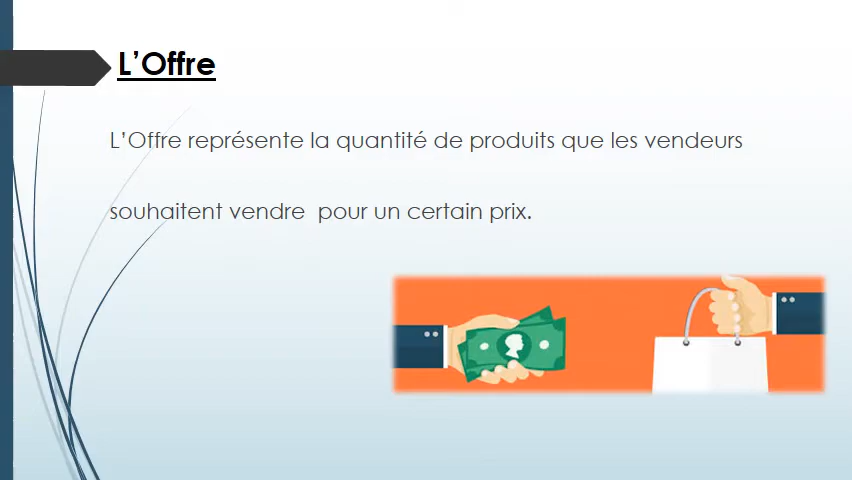 L’Offre
L’Offre représente la quantité de produits que les vendeurs
souhaitent vendre  pour un certain prix.